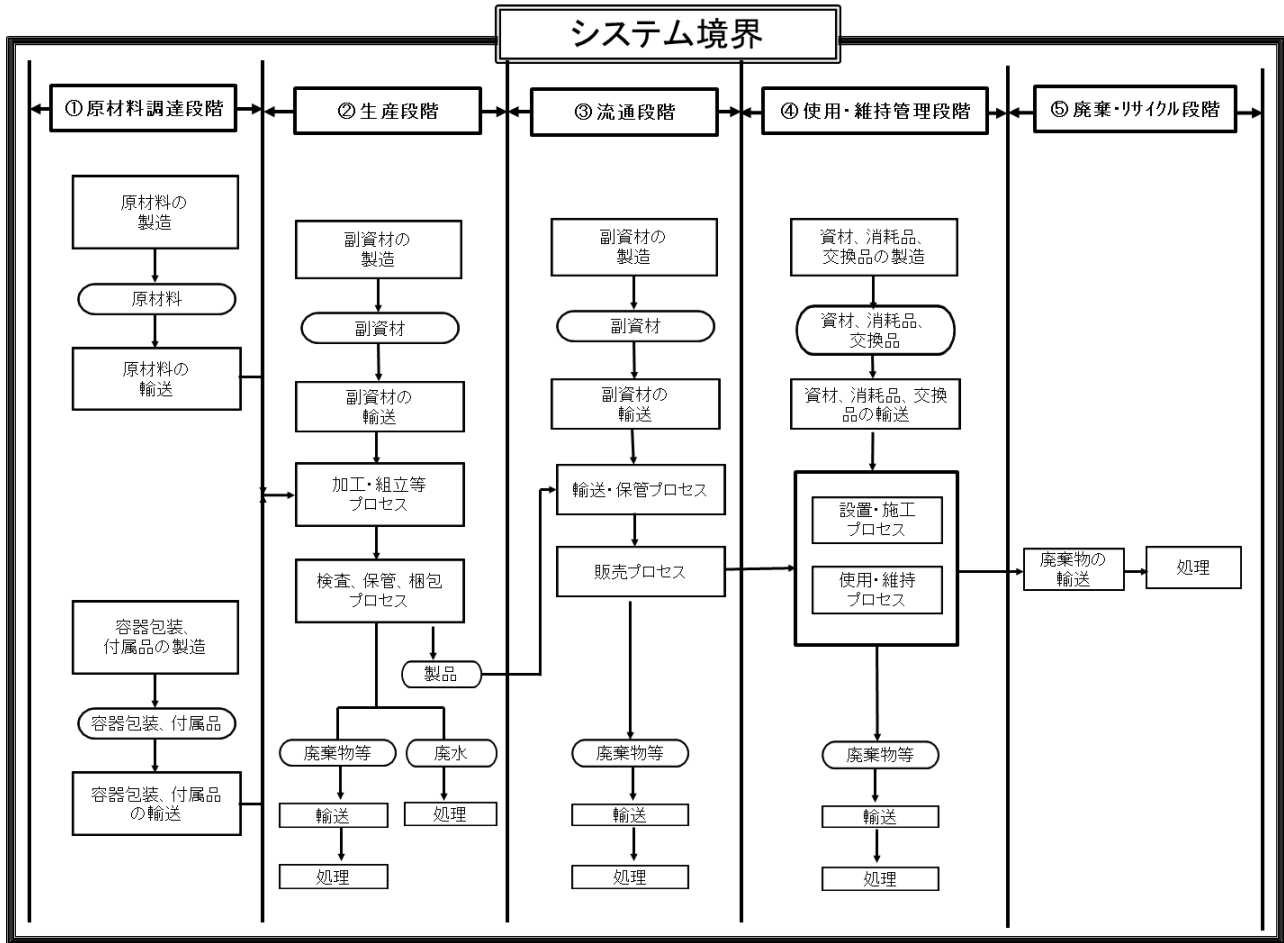 システム境界
①原材料調達段階
②生産段階
③流通段階
④使用・維持管理段階
⑤廃棄・リサイクル段階
原材料の
製造
原材料
原材料の
輸送
容器包装、
付属品の製造
容器包装、付属品
容器包装、付属品
の輸送
副資材の
製造
副資材
副資材の
輸送
加工・組立等
プロセス
検査、保管、梱包
プロセス
製品
廃棄物等
廃水
輸送
処理
処理
副資材の
製造
副資材
副資材の
輸送
輸送・保管プロセス
販売プロセス
廃棄物等
輸送
処理
資材、消耗品、
交換品の製造
資材、消耗品、
交換品
資材、消耗品、交換
品の輸送
設置・施工
プロセス
使用・維持
プロセス
廃棄物等
輸送
処理
廃棄物の
輸送
処理